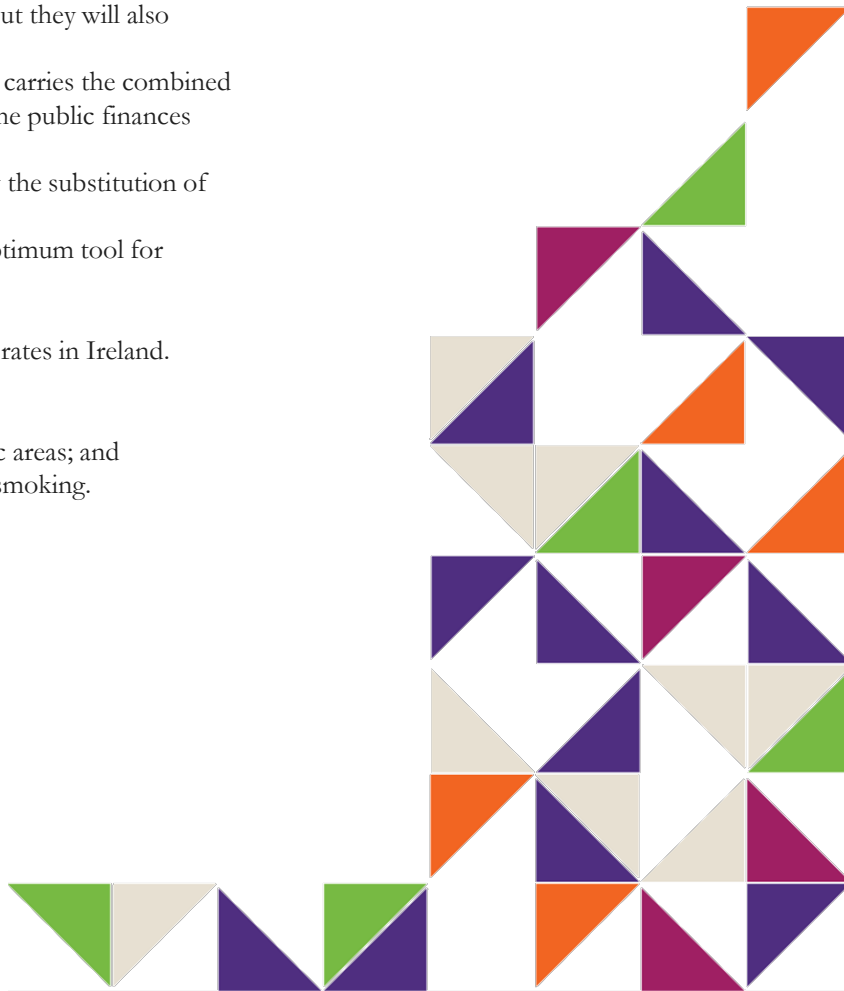 ut they will also
carries the combined
ne public finances
the substitution of
ptimum tool for
rates in Ireland.
c areas; and
smoking.